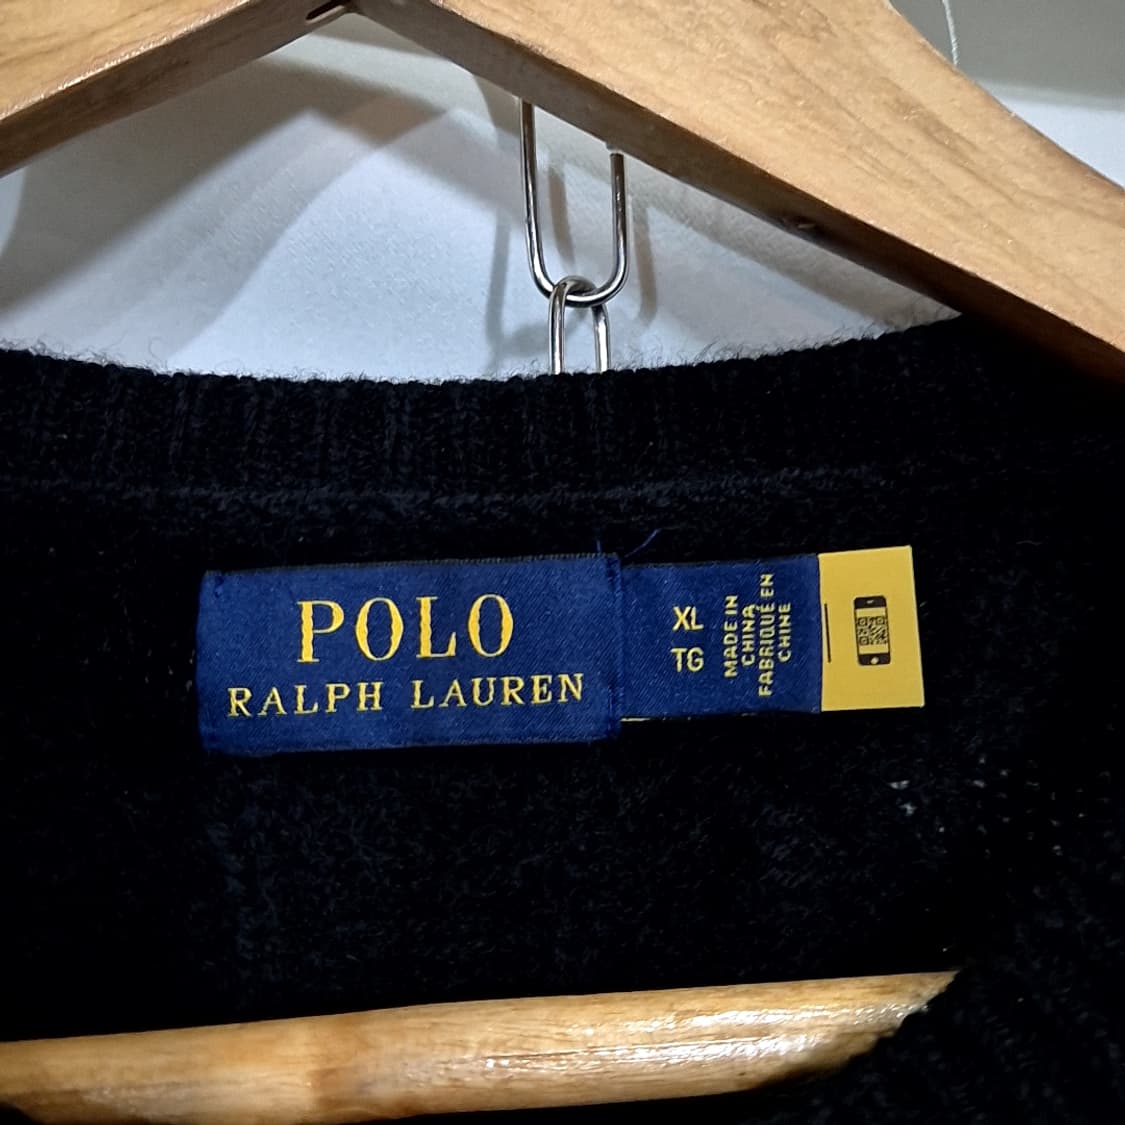 POLO
RALPH LAUREN
XL
TG
MADE IN
CHINA
FABRIQUÉ EN
CHINE